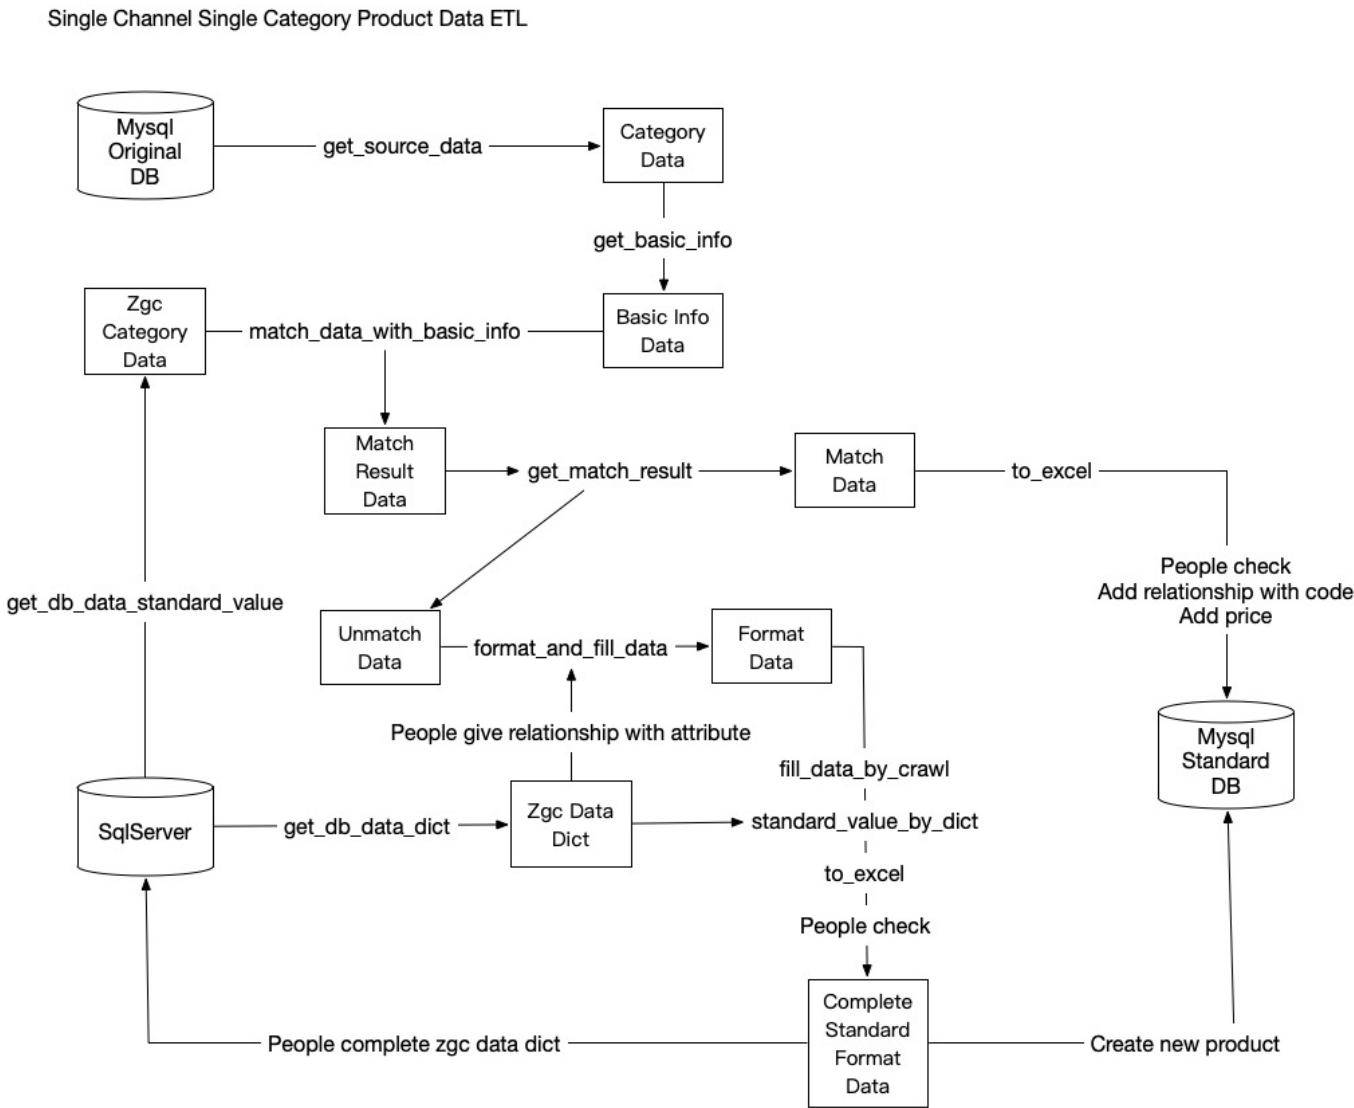 Single Channel Single Category Product Data ETL
Mysql
Original
DB
get_source_data
Category
Data
get_basic_info
Zgc
Category
Data
match_data_with_basic_info
Basic Info
Data
Match
Result
Data
get_match_result
Match
Data
to_excel
People check
Add relationship with code
Add price
get_db_data_standard_value
Unmatch
Data
format_and_fill_data
Format
Data
People give relationship with attribute
Mysql
Standard
DB
fill_data_by_crawl
SqlServer
get_db_data_dict
Zgc Data
Dict
standard_value_by_dict
to_excel
People check
Complete
Standard
Format
Data
People complete zgc data dict
Create new product